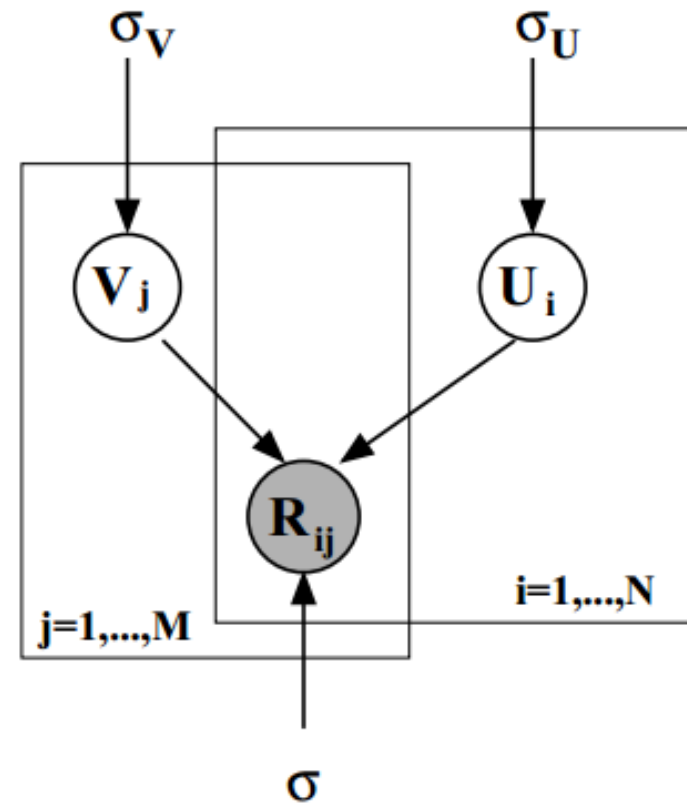 σV
σU
Vj
Ui
Rij
i=1,...,N
j=1,...,M
σ